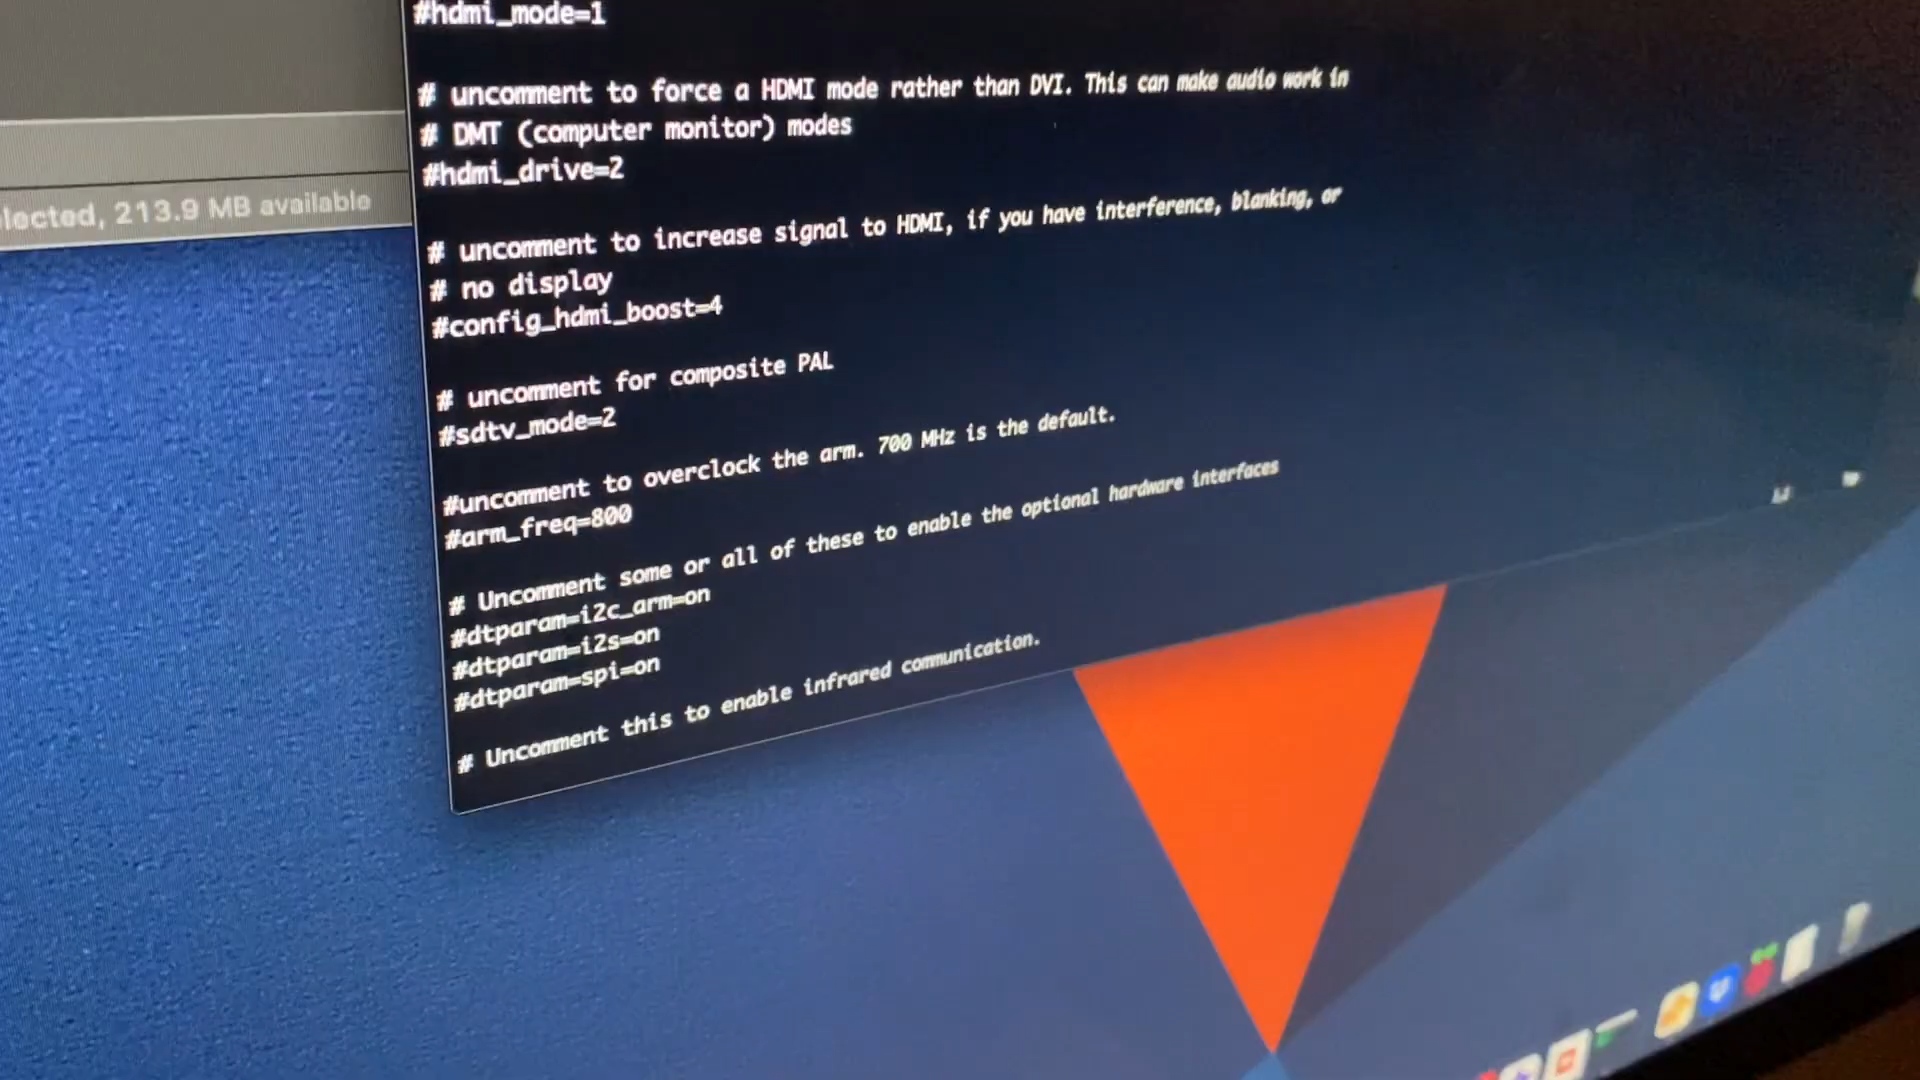 #hdmi_mode=1
# uncomment to force a HDMI mode rather than DVI. This can make audio work in
# DMT (computer monitor) modes
#hdmi_drive=2
lected, 213.9 MB available
# uncomment to increase signal to HDMI, if you have interference, blanking, or
# no display
#config_hdmi_boost=4
# uncomment for composite PAL
#sdtv_mode=2
#uncomment to overclock the arm. 700 MHz is the default.
#arm_freq=800
# Uncomment some or all of these to enable the optional hardware interfaces
#dtparam=i2c_arm=on
#dtparam=i2s=on
#dtparam=spi=on
# Uncomment this to enable infrared communication.